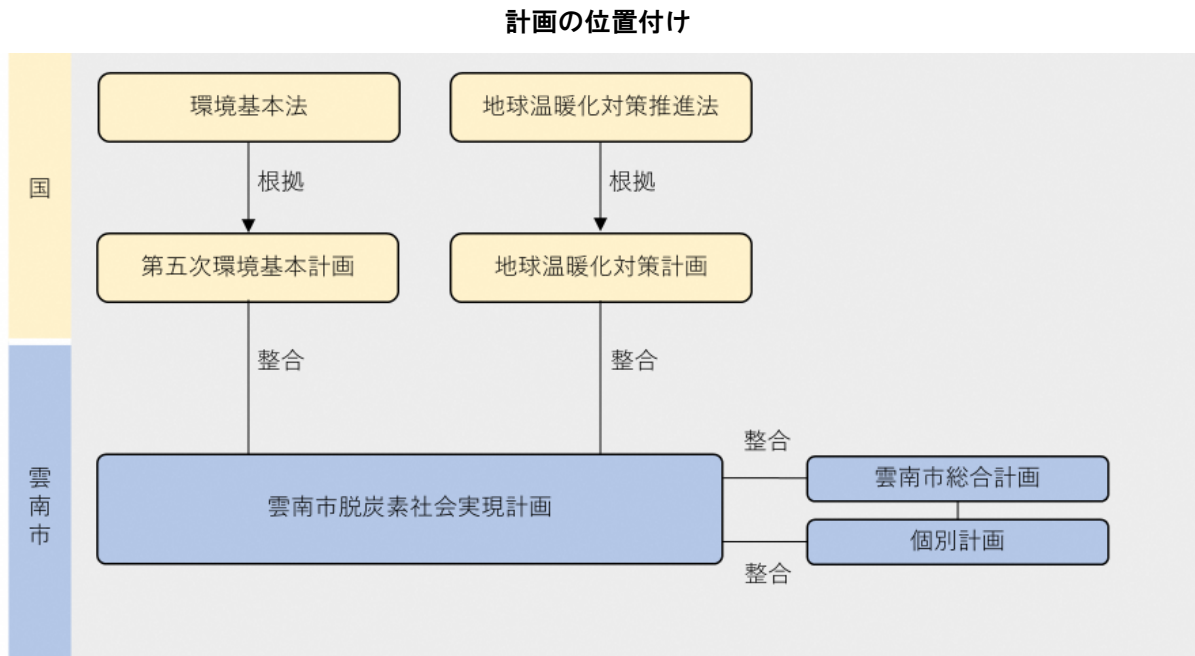 計画の位置付け
国
環境基本法
地球温暖化対策推進法
根拠
根拠
第五次環境基本計画
地球温暖化対策計画
整合
整合
雲南市
雲南市脱炭素社会実現計画
整合
雲南市総合計画
個別計画
整合